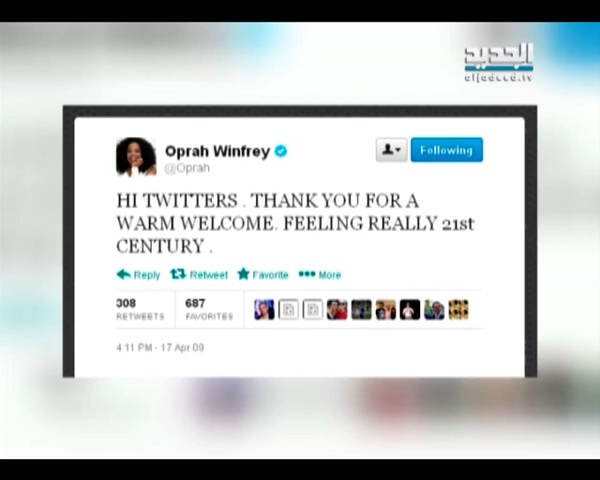 الجديد
aljadeed.tv
Oprah Winfrey
Following
@Oprah
HI TWITTERS . THANK YOU FOR A
WARM WELCOME. FEELING REALLY 21st
CENTURY .
Reply Retweet Favorite More
308 687
RETWEETS FAVORITES
4:11 PM - 17 Apr 09